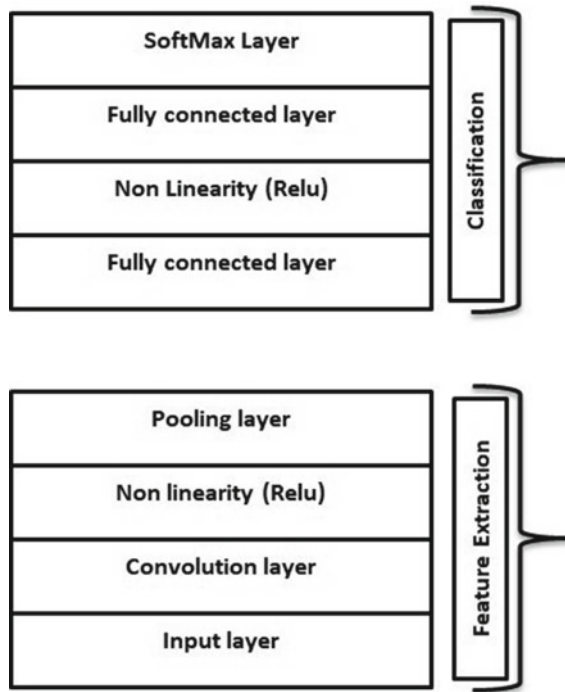 SoftMax Layer
Fully connected layer
Non Linearity (Relu)
Fully connected layer
Classification
Pooling layer
Non linearity (Relu)
Convolution layer
Input layer
Feature Extraction